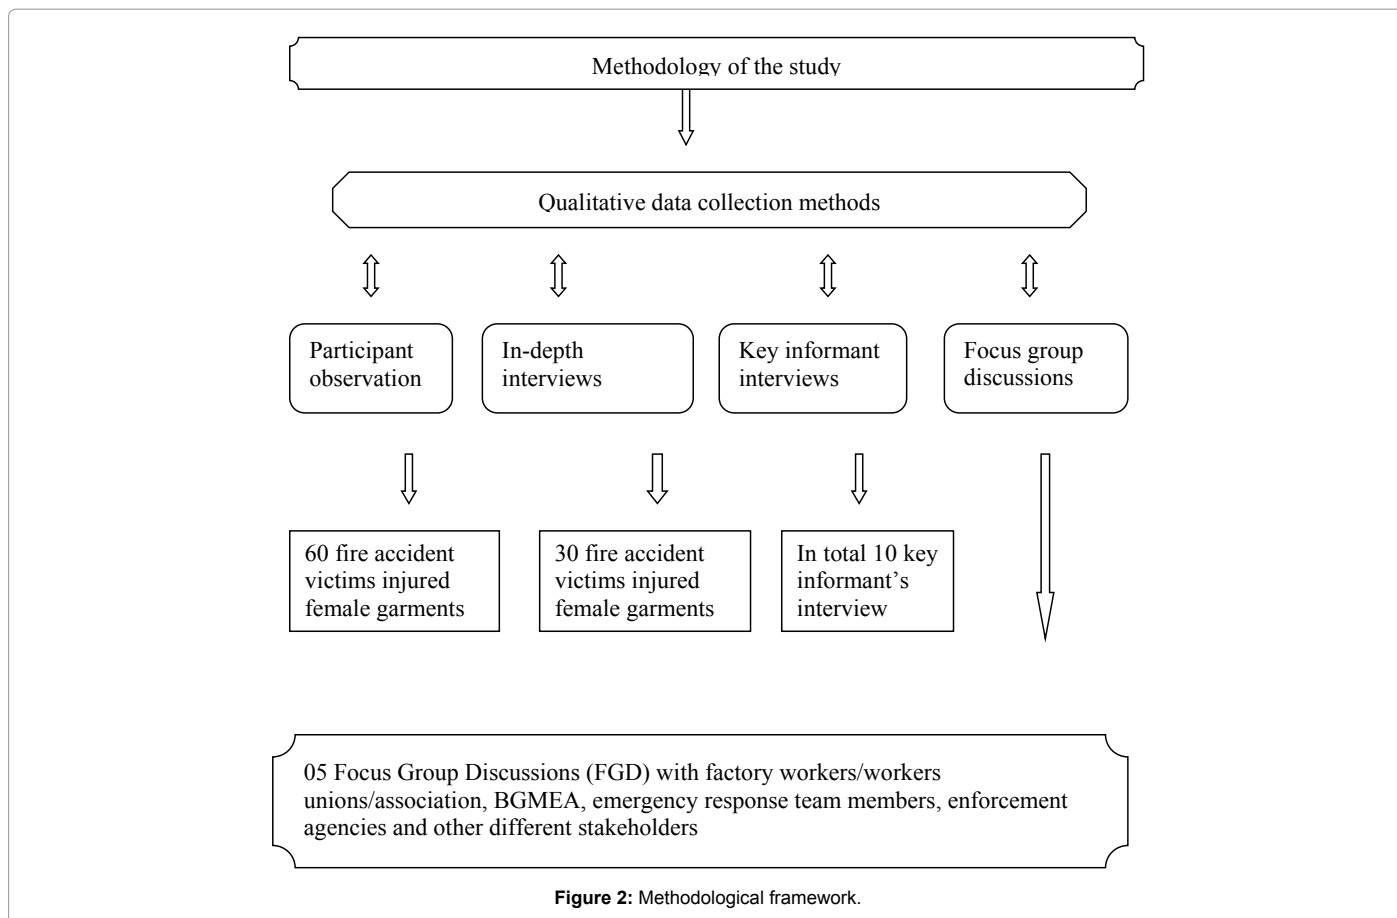 Methodology of the study
Qualitative data collection methods
Participant
observation
In-depth
interviews
Key informant
interviews
Focus group
discussions
60 fire accident
victims injured
female garments
30 fire accident
victims injured
female garments
In total 10 key
informant’s
interview
05 Focus Group Discussions (FGD) with factory workers/workers
unions/association, BGMEA, emergency response team members, enforcement
agencies and other different stakeholders
Figure 2: Methodological framework.